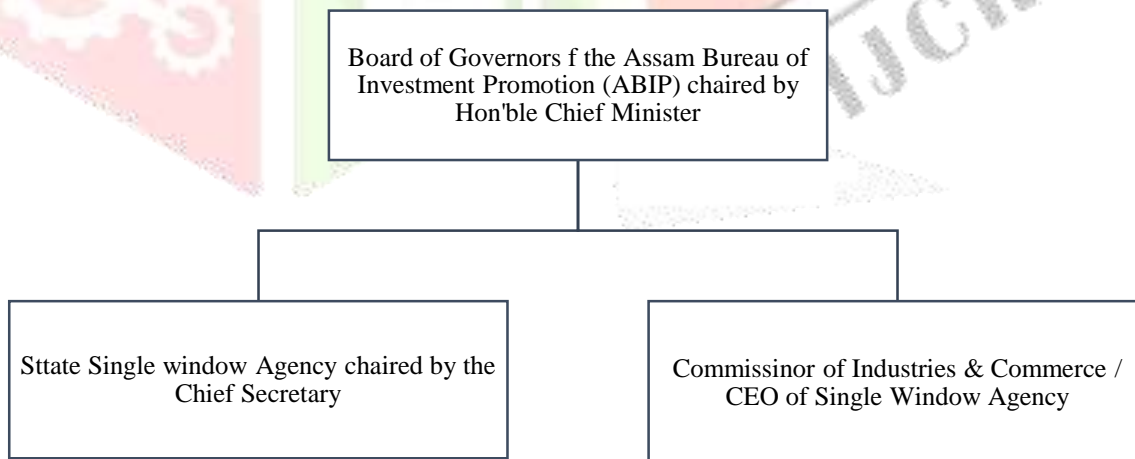 Board of Governors f the Assam Bureau of
Investment Promotion (ABIP) chaired by
Hon'ble Chief Minister
Sttate Single window Agency chaired by the
Chief Secretary
Commissinor of Industries & Commerce /
CEO of Single Window Agency